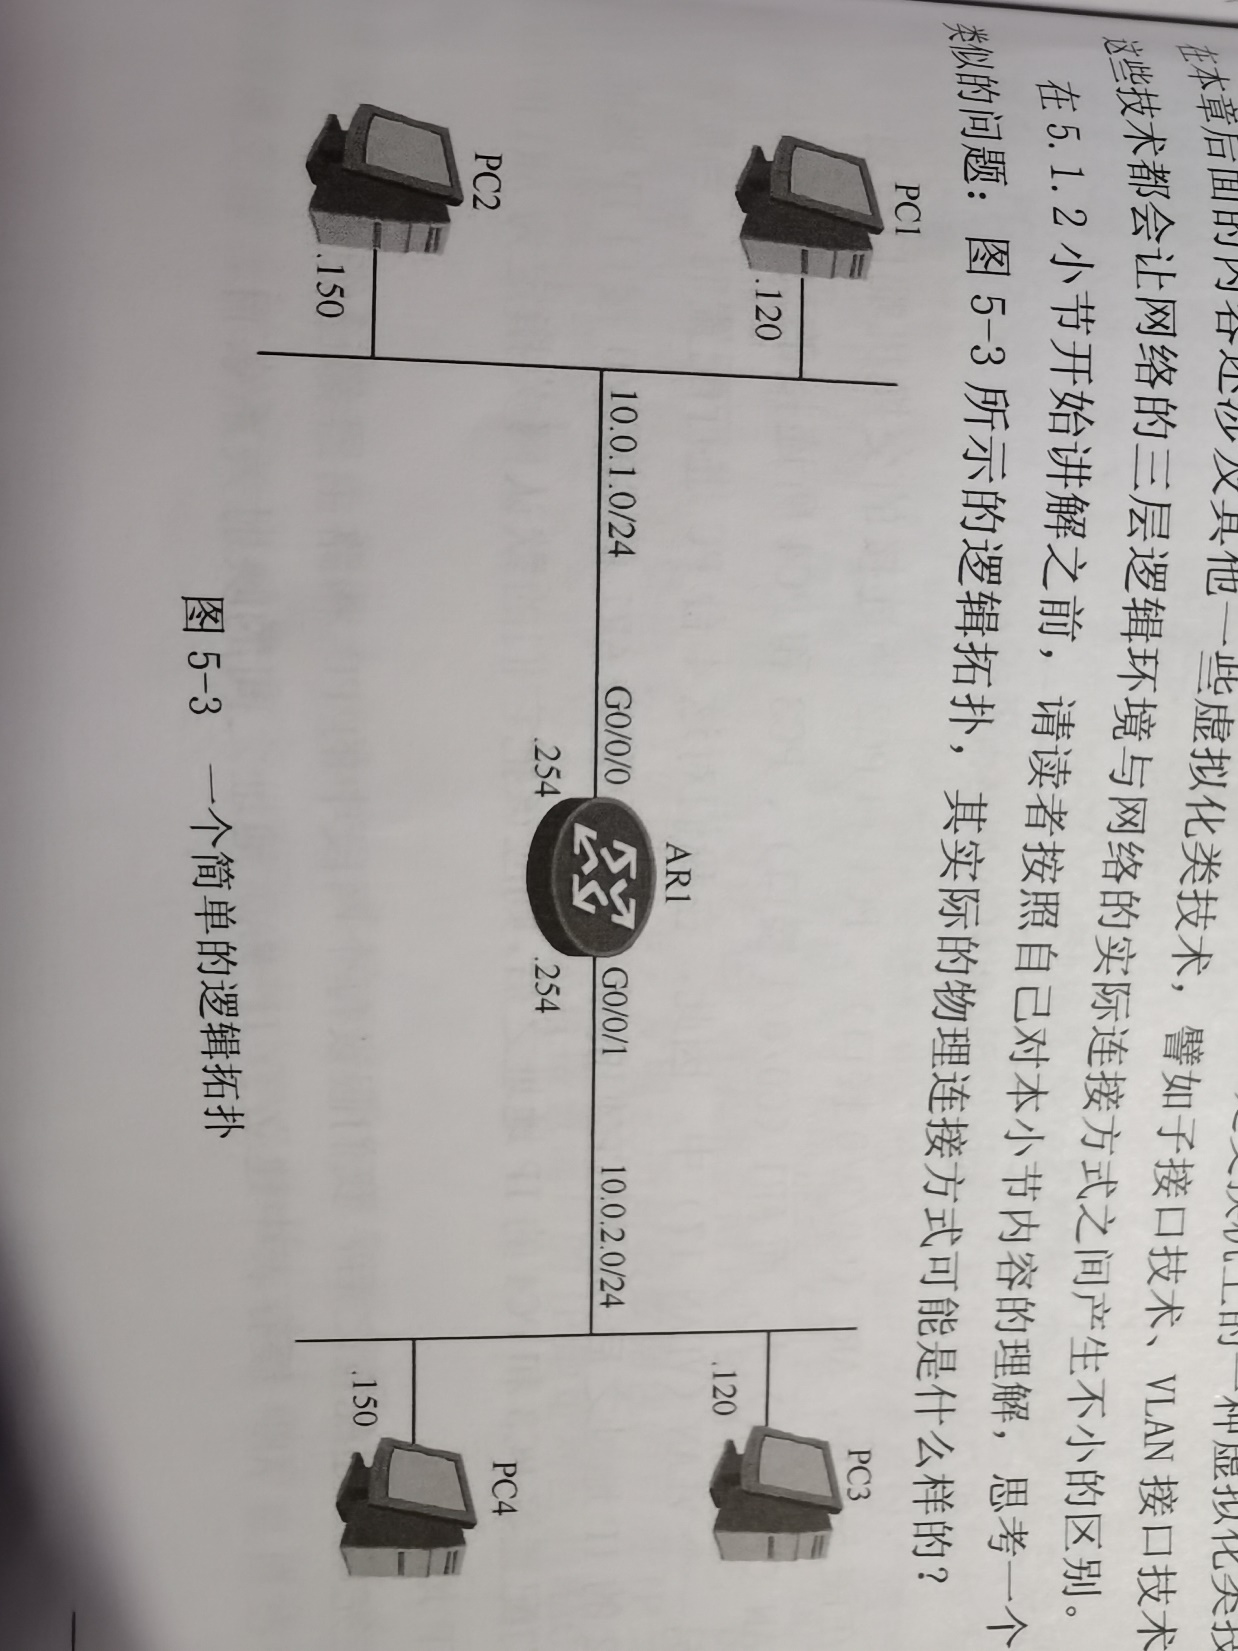 在本章后面的内容还涉及其他一些虚拟化类技术，譬如子接口技术、VLAN 接口技术
这些技术都会让网络的三层逻辑环境与网络的实际连接方式之间产生不小的区别。
在 5.1.2 小节开始讲解之前，请读者按照自己对本小节内容的理解，思考一个
类似的问题：图 5-3 所示的逻辑拓扑，其实际的物理连接方式可能是什么样的？
PC1
.120
PC2
.150
10.0.1.0/24
G0/0/0
.254
AR1
G0/0/1
.254
10.0.2.0/24
PC3
.120
PC4
.150
图 5-3 一个简单的逻辑拓扑